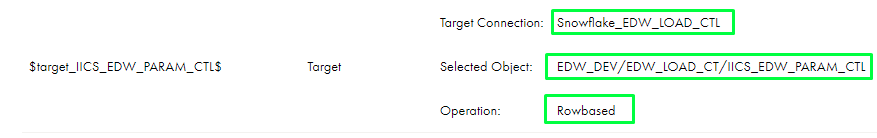 Target Connection: Snowflake_EDW_LOAD_CTL
$target_IICS_EDW_PARAM_CTL$ Target Selected Object: EDW_DEV/EDW_LOAD_CT/IICS_EDW_PARAM_CTL
Operation: Rowbased